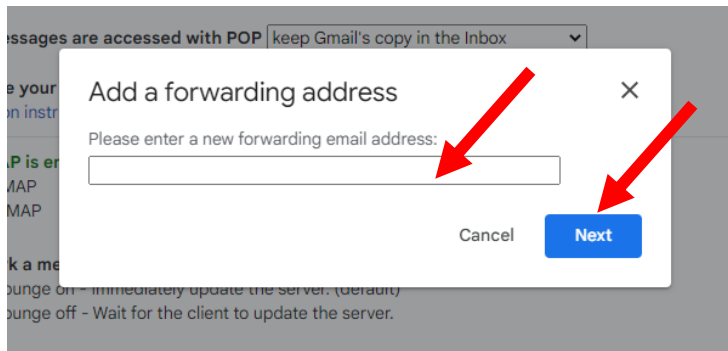 essages are accessed with POP keep Gmail's copy in the Inbox
e your
on instr
Add a forwarding address
Please enter a new forwarding email address:
AP is en
MAP
MAP
Cancel Next
k a me
punge on - Immediately update the server. (default)
punge off - Wait for the client to update the server.